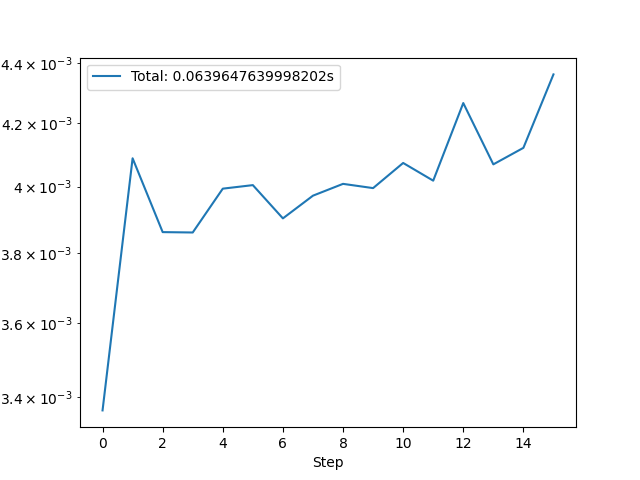 Total: 0.0639647639998202s
4.4 × 10⁻³
4.2 × 10⁻³
4 × 10⁻³
3.8 × 10⁻³
3.6 × 10⁻³
3.4 × 10⁻³
0 2 4 6 8 10 12 14
Step